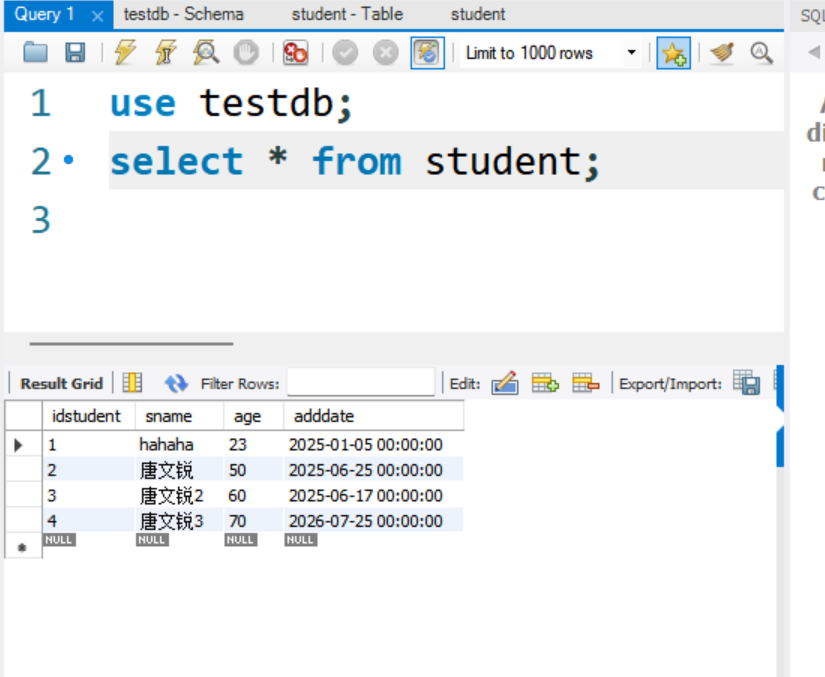 Query 1 testdb - Schema student - Table student
Limit to 1000 rows
1 use testdb;
2 select * from student;
3
Result Grid Filter Rows: Edit: Export/Import:
idstudent sname age adddate
1 hahaha 23 2025-01-05 00:00:00
2 唐文锐 50 2025-06-25 00:00:00
3 唐文锐2 60 2025-06-17 00:00:00
4 唐文锐3 70 2026-07-25 00:00:00
NULL NULL NULL NULL